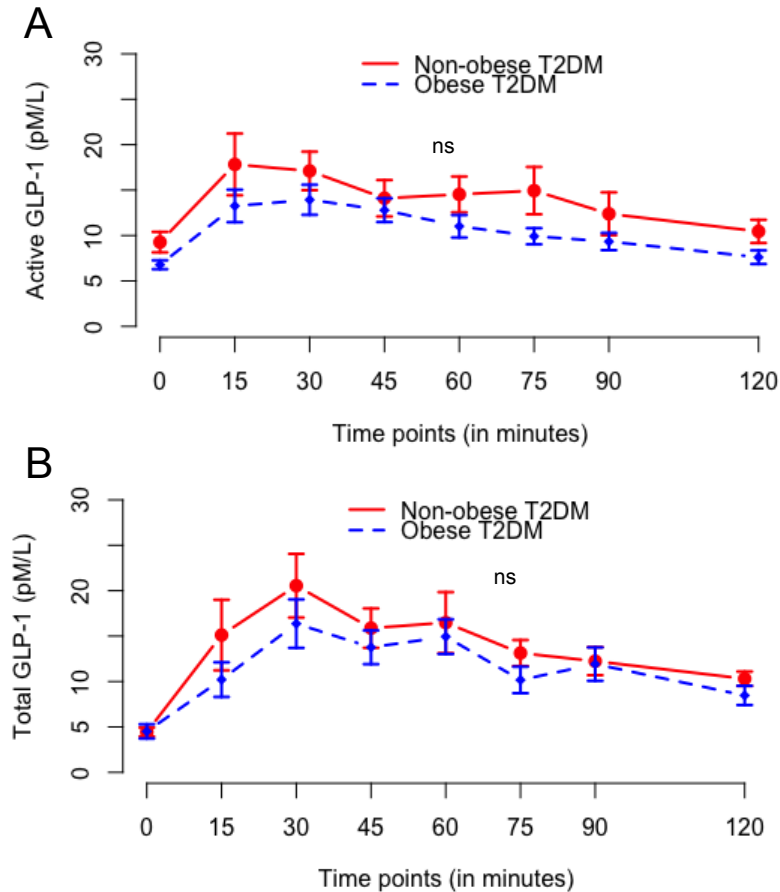 A
Active GLP-1 (pM/L)
30
20
10
5
0
Non-obese T2DM
Obese T2DM
ns
0 15 30 45 60 75 90 120
Time points (in minutes)
B
Total GLP-1 (pM/L)
30
20
10
5
0
Non-obese T2DM
Obese T2DM
ns
0 15 30 45 60 75 90 120
Time points (in minutes)